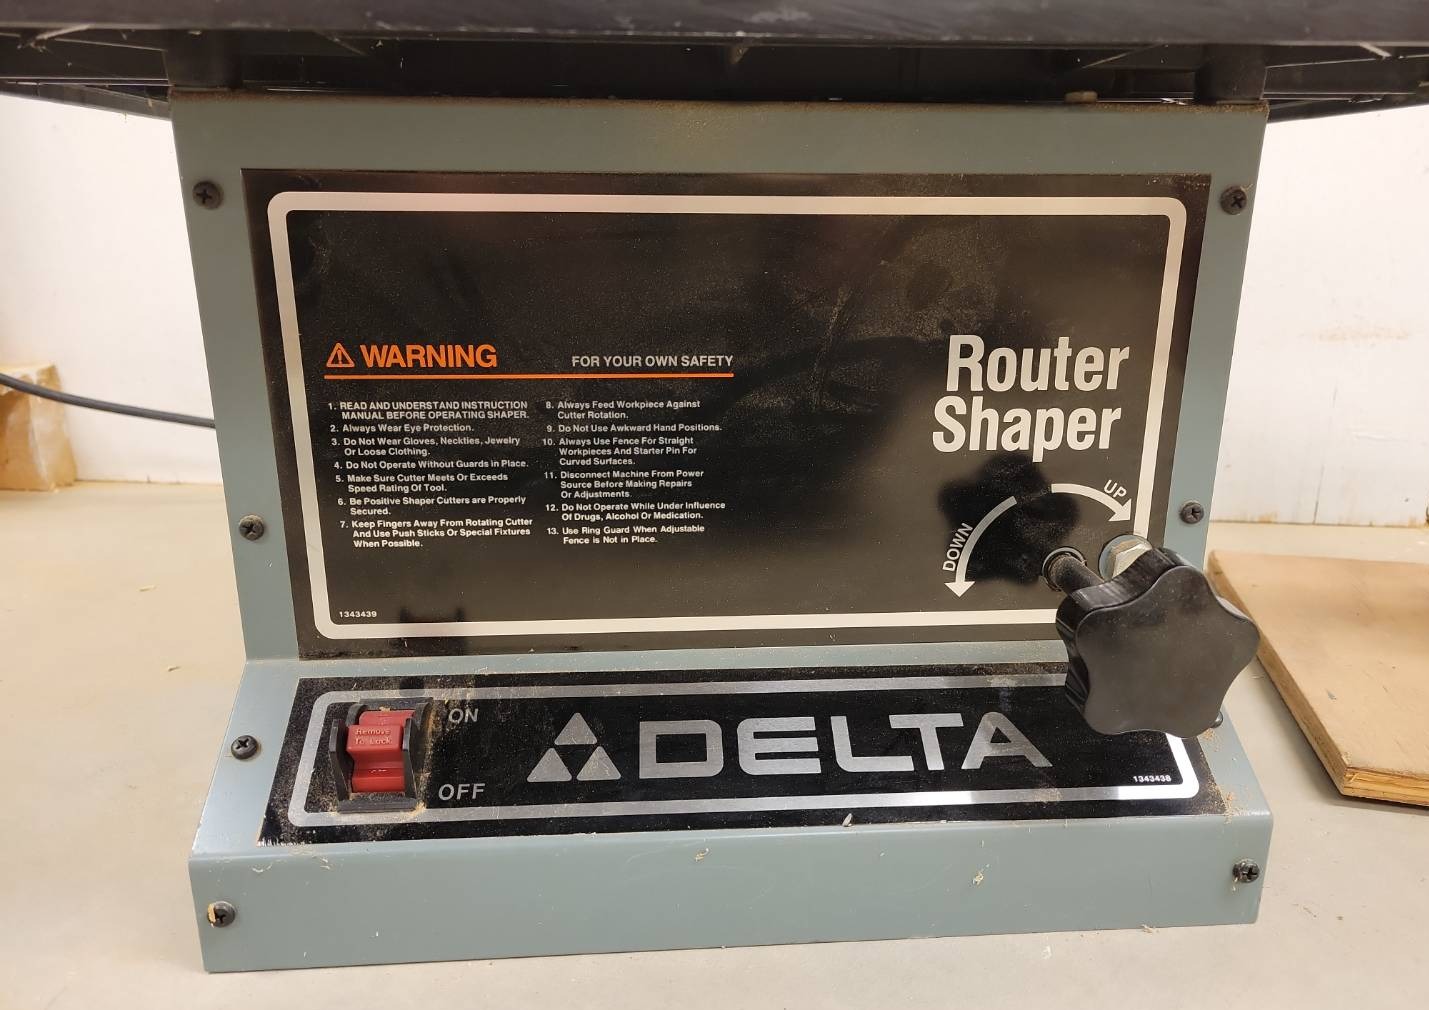 WARNING
FOR YOUR OWN SAFETY
1. READ AND UNDERSTAND INSTRUCTION
MANUAL BEFORE OPERATING SHAPER.
2. Always Wear Eye Protection.
3. Do Not Wear Gloves, Neckties, Jewelry
Or Loose Clothing.
4. Do Not Operate Without Guards in Place.
5. Make Sure Cutter Meets Or Exceeds
Speed Rating Of Tool.
6. Be Positive Shaper Cutters are Properly
Secured.
7. Keep Fingers Away From Rotating Cutter
And Use Push Sticks Or Special Fixtures
When Possible.
8. Always Feed Workpiece Against
Cutter Rotation.
9. Do Not Use Awkward Hand Positions.
10. Always Use Fence For Straight
Workpieces And Starter Pin For
Curved Surfaces.
11. Disconnect Machine From Power
Source Before Making Repairs
Or Adjustments.
12. Do Not Operate While Under Influence
Of Drugs, Alcohol Or Medication.
13. Use Ring Guard When Adjustable
Fence is Not in Place.
1343439
Router
Shaper
UP
DOWN
Remove
To Lock
ON
OFF
DELTA
1343438